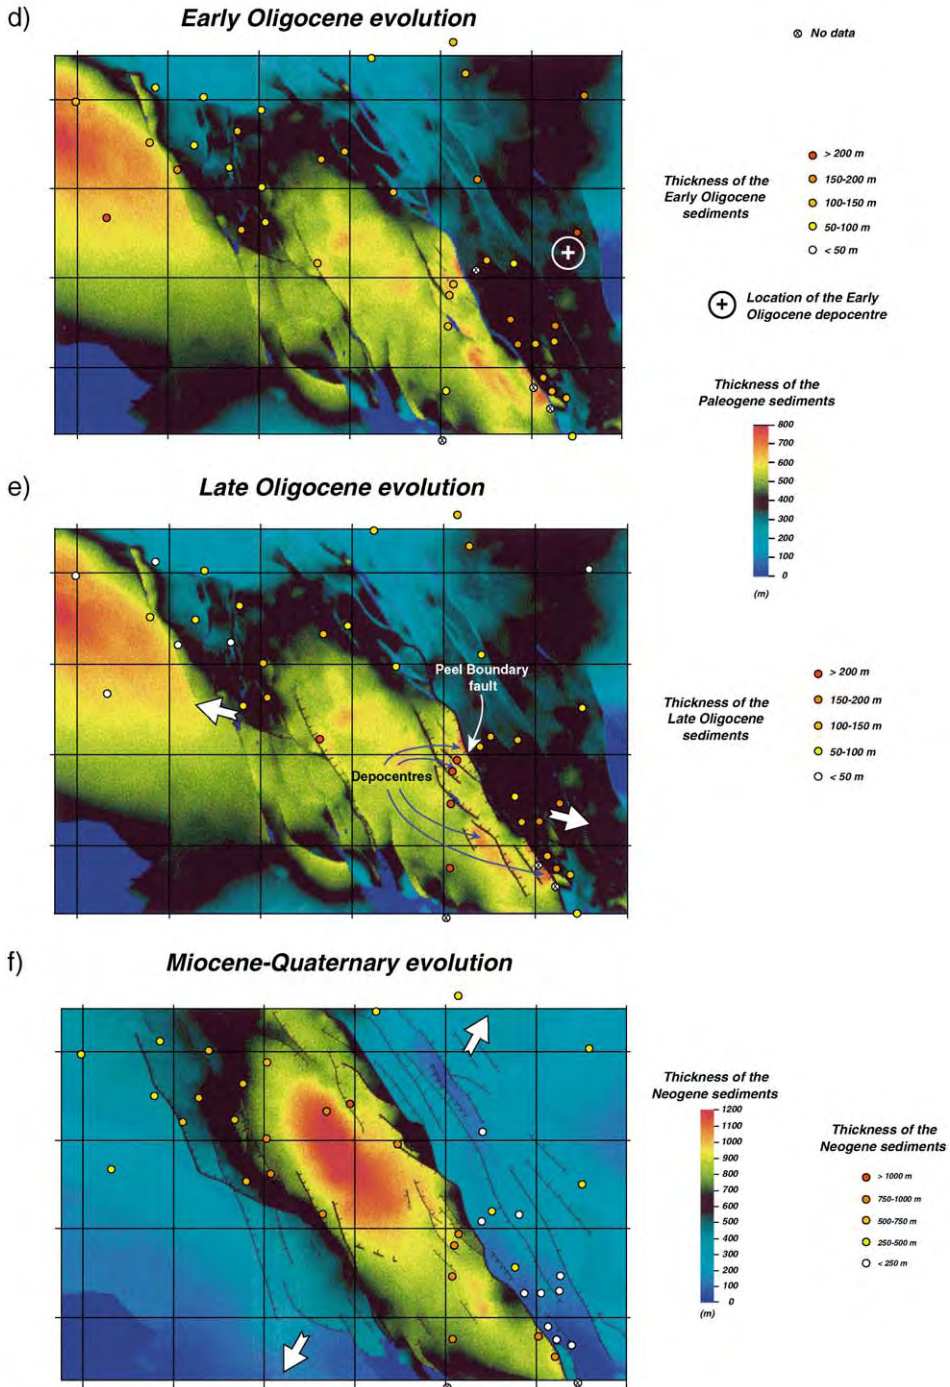 d)
Early Oligocene evolution
No data
Thickness of the
Early Oligocene
sediments
> 200 m
150-200 m
100-150 m
50-100 m
< 50 m
Location of the Early
Oligocene depocentre
Thickness of the
Paleogene sediments
800
700
600
500
400
300
200
100
0
(m)
e)
Late Oligocene evolution
Peel Boundary
fault
Depocentres
Thickness of the
Late Oligocene
sediments
> 200 m
150-200 m
100-150 m
50-100 m
< 50 m
f)
Miocene-Quaternary evolution
Thickness of the
Neogene sediments
1200
1100
1000
900
800
700
600
500
400
300
200
100
0
(m)
Thickness of the
Neogene sediments
> 1000 m
750-1000 m
500-750 m
250-500 m
< 250 m